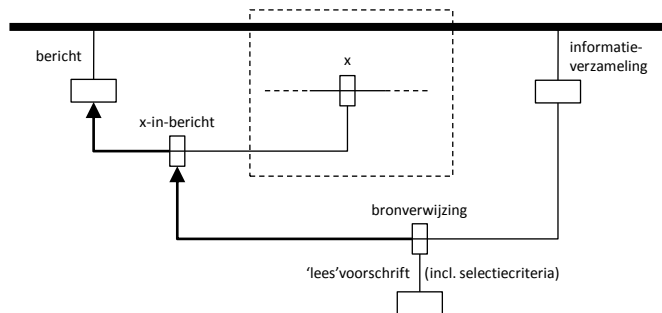 bericht
x
informatie-
verzameling
x-in-bericht
bronverwijzing
‘lees’voorschrift (incl. selectiecriteria)